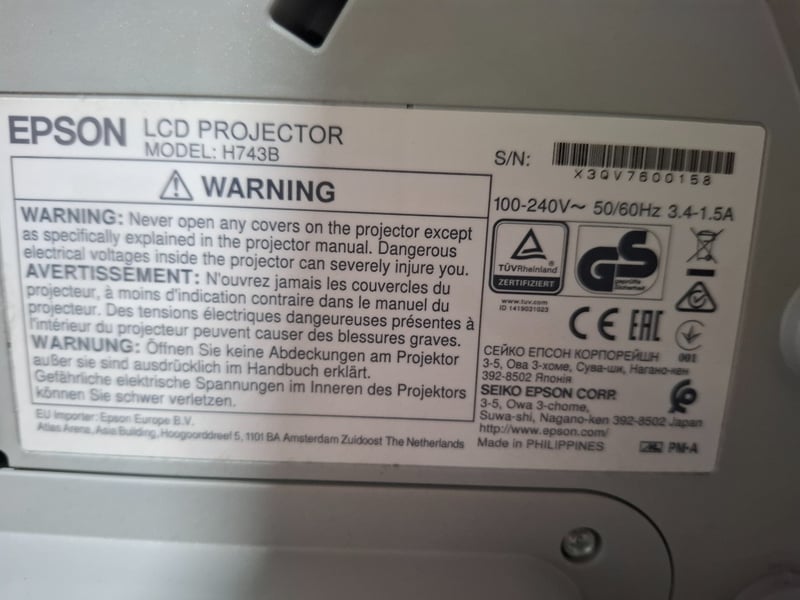 EPSON LCD PROJECTOR
MODEL: H743B
S/N:
X3QV7600158
WARNING
WARNING: Never open any covers on the projector except
as specifically explained in the projector manual. Dangerous
electrical voltages inside the projector can severely injure you.
AVERTISSEMENT: N'ouvrez jamais les couvercles du
projecteur, à moins d'indication contraire dans le manuel du
projecteur. Des tensions électriques dangeureuses présentes à
l'intérieur du projecteur peuvent causer des blessures graves.
WARNUNG: Öffnen Sie keine Abdeckungen am Projektor
außer sie sind ausdrücklich im Handbuch erklärt.
Gefährliche elektrische Spannungen im Inneren des Projektors
können Sie schwer verletzen.
EU Importer: Epson Europe B.V.
Atlas Arena, Asia Building, Hoogoorddreef 5, 1101 BA Amsterdam Zuidoost The Netherlands
100-240V~ 50/60Hz 3.4-1.5A
TÜVRheinland
ZERTIFIZIERT
www.tuv.com
ID 1419031023
GS
geprüfte
Sicherheit
CE EAC
001
СЕЙКО ЕПСОН КОРПОРЕЙШН
3-5, Ова 3-хоме, Сува-ши, Нагано-кен
392-8502 Японія
SEIKO EPSON CORP.
3-5, Owa 3-chome,
Suwa-shi, Nagano-ken 392-8502 Japan
http://www.epson.com/
Made in PHILIPPINES
PM-A